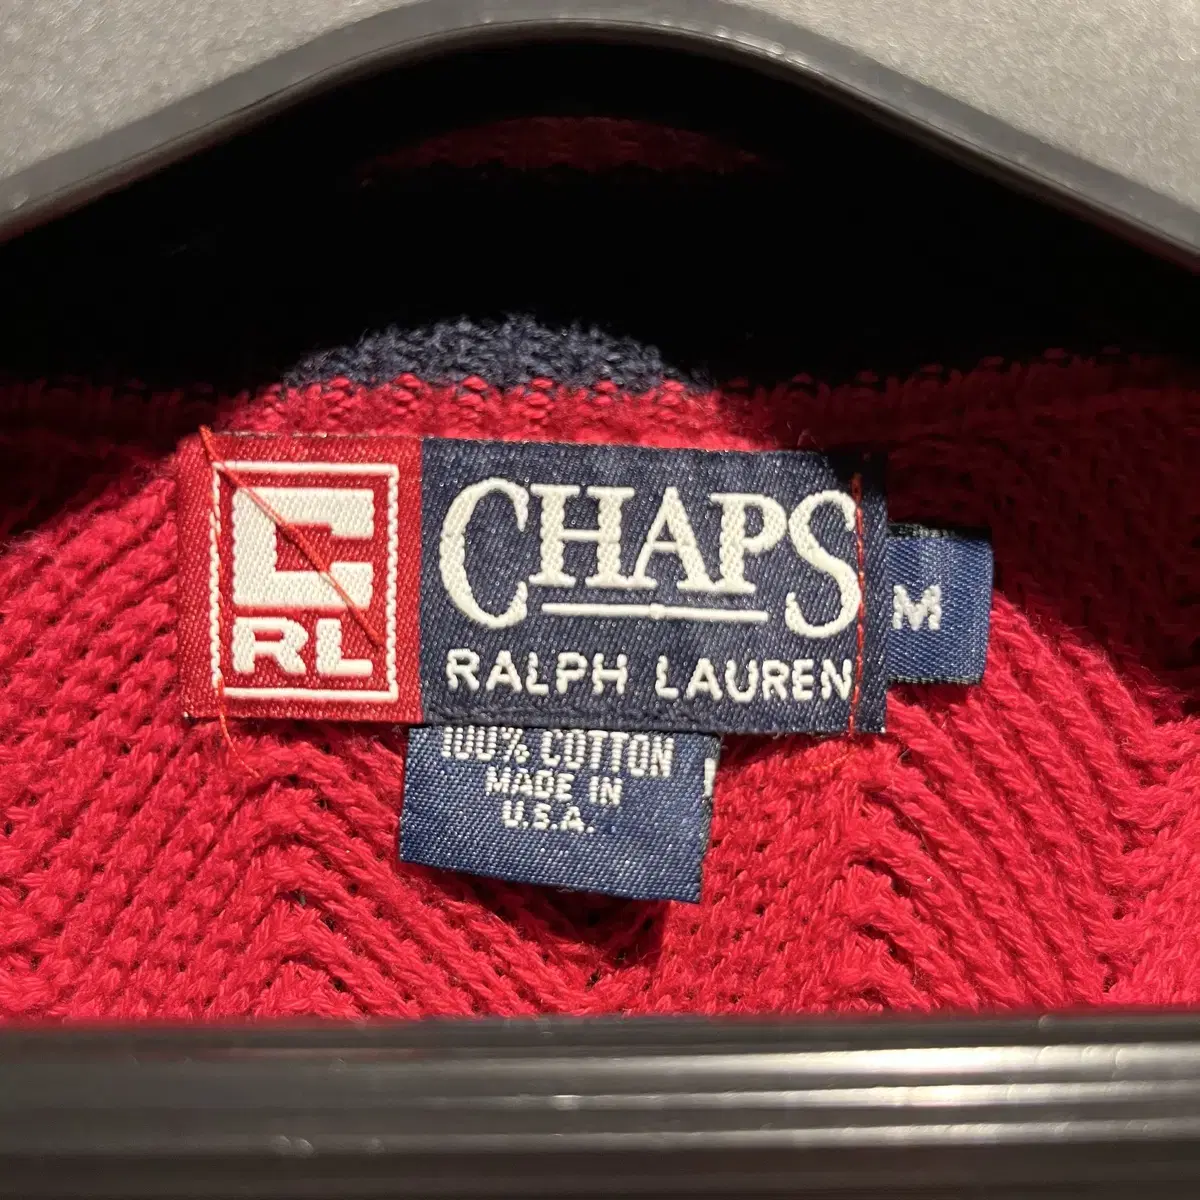 C
RL
CHAPS
RALPH LAUREN
M
100% COTTON
MADE IN
U.S.A.